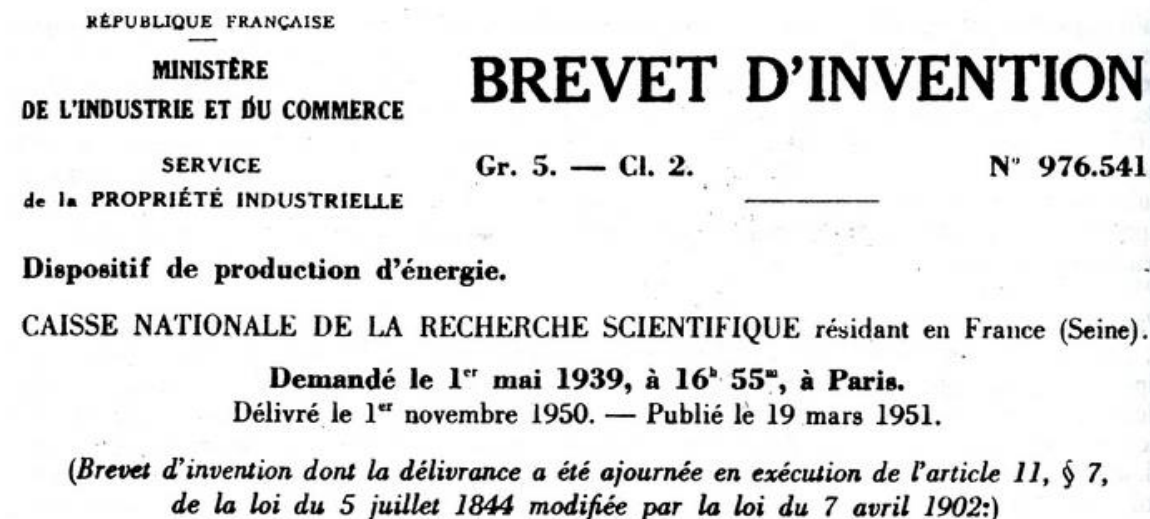 RÉPUBLIQUE FRANÇAISE
MINISTÈRE
DE L'INDUSTRIE ET DU COMMERCE
SERVICE
de la PROPRIÉTÉ INDUSTRIELLE
BREVET D'INVENTION
Gr. 5. — Cl. 2.
N° 976.541
Dispositif de production d'énergie.
CAISSE NATIONALE DE LA RECHERCHE SCIENTIFIQUE résidant en France (Seine).
Demandé le 1er mai 1939, à 16h 55m, à Paris.
Délivré le 1er novembre 1950. — Publié le 19 mars 1951.
(Brevet d'invention dont la délivrance a été ajournée en exécution de l'article 11, § 7,
de la loi du 5 juillet 1844 modifiée par la loi du 7 avril 1902:)